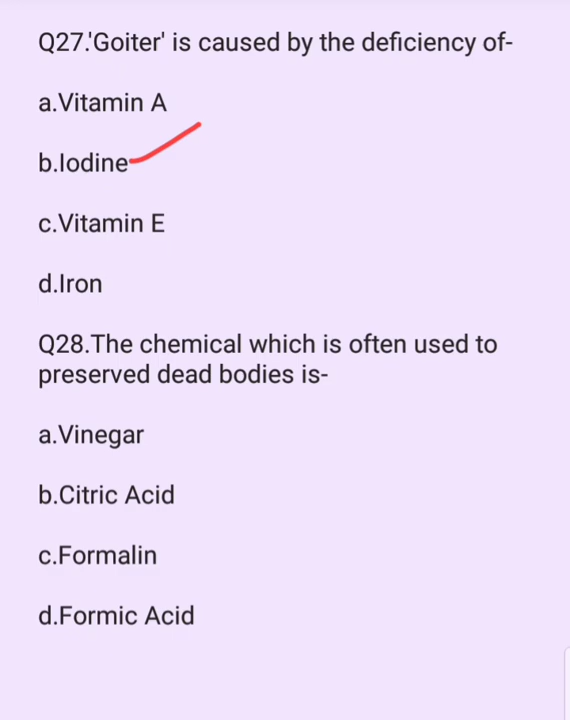 Q27.'Goiter' is caused by the deficiency of-
a.Vitamin A
b.Iodine
c.Vitamin E
d.Iron
Q28.The chemical which is often used to
preserved dead bodies is-
a.Vinegar
b.Citric Acid
c.Formalin
d.Formic Acid